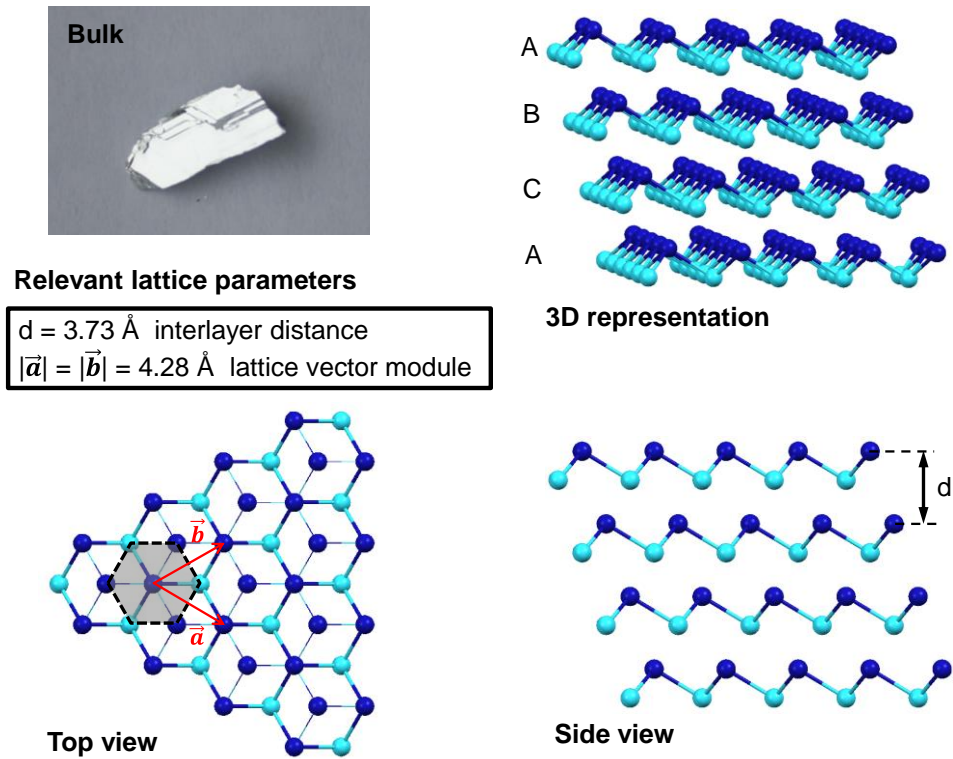 Bulk
A
B
C
A
3D representation
Relevant lattice parameters
d = 3.73 Å interlayer distance
|a⃗| = |b⃗| = 4.28 Å lattice vector module
b⃗
a⃗
Top view
d
Side view